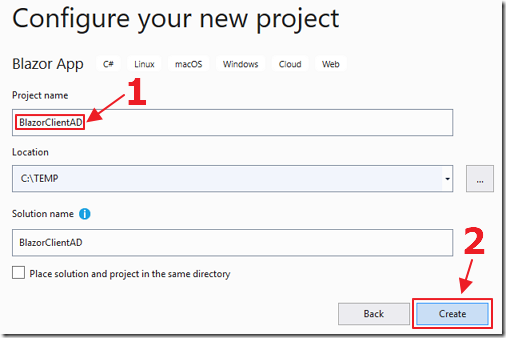 Configure your new project
Blazor App C# Linux macOS Windows Cloud Web
Project name
1
BlazorClientAD
Location
C:\TEMP
...
Solution name
BlazorClientAD
2
Place solution and project in the same directory
Back Create